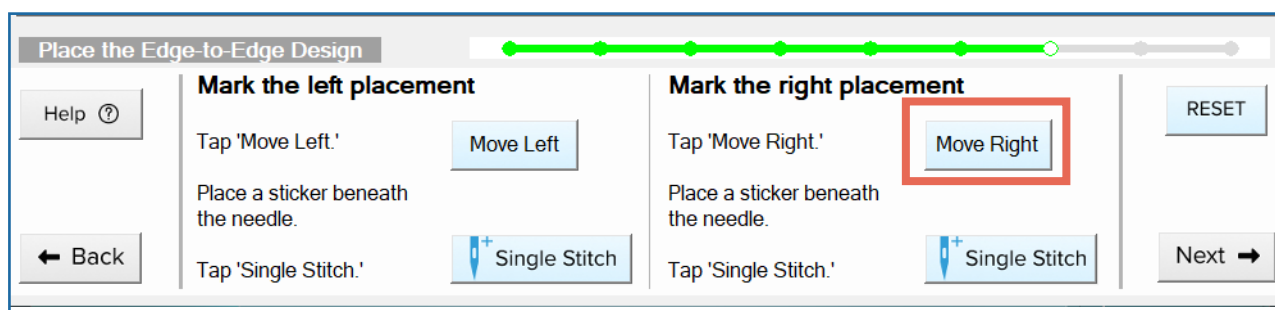 Place the Edge-to-Edge Design
Help ?
← Back
Mark the left placement
Tap 'Move Left.'
Move Left
Place a sticker beneath
the needle.
Tap 'Single Stitch.'
Single Stitch
Mark the right placement
Tap 'Move Right.'
Move Right
Place a sticker beneath
the needle.
Tap 'Single Stitch.'
Single Stitch
RESET
Next →